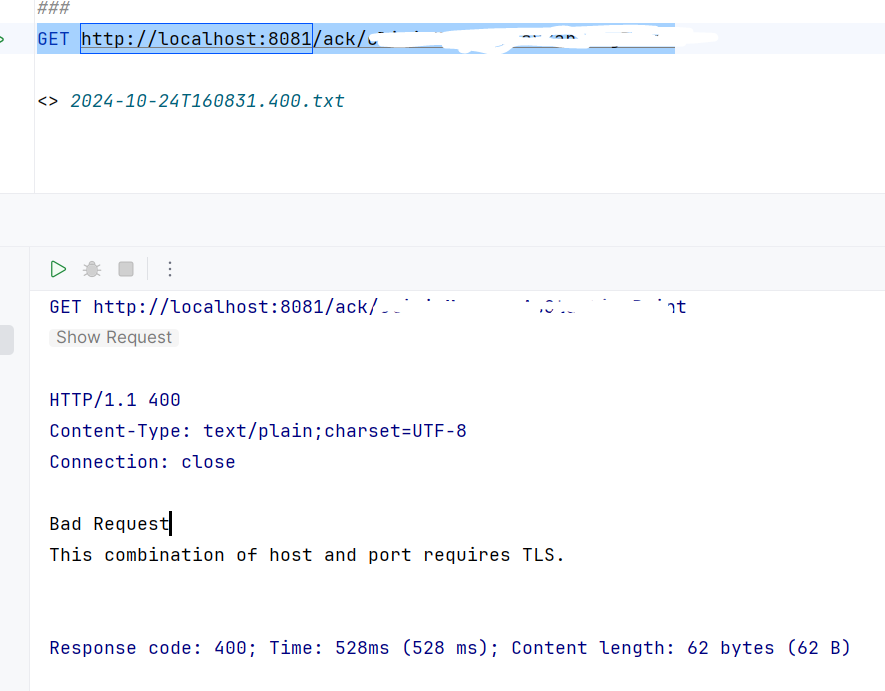 ###
GET http://localhost:8081/ack/
<> 2024-10-24T160831.400.txt
GET http://localhost:8081/ack/
Show Request
HTTP/1.1 400
Content-Type: text/plain;charset=UTF-8
Connection: close
Bad Request
This combination of host and port requires TLS.
Response code: 400; Time: 528ms (528 ms); Content length: 62 bytes (62 B)